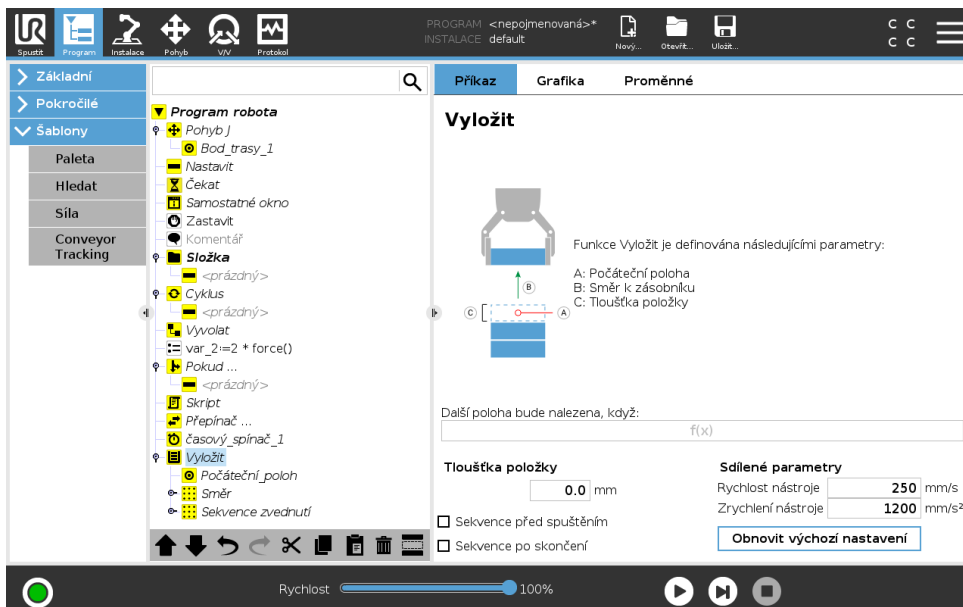 PROGRAM <nepojmenovaná>*
INSTALACE default
Spustit
Program
Instalace
Pohyb
V/V
Protokol
Nový...
Otevřít...
Uložit...
C C
C C
Základní
Pokročilé
Šablony
Paleta
Hledat
Síla
Conveyor
Tracking
Program robota
Pohyb J
Bod_trasy_1
Nastavit
Čekat
Samostatné okno
Zastavit
Komentář
Složka
<prázdný>
Cyklus
<prázdný>
Vyvolat
var_2:=2 * force()
Pokud ...
<prázdný>
Skript
Přepínač ...
časový_spínač_1
Vyložit
Počáteční_poloh
Směr
Sekvence zvednutí
Příkaz
Grafika
Proměnné
Vyložit
Funkce Vyložit je definována následujícími parametry:
A: Počáteční poloha
B: Směr k zásobníku
C: Tloušťka položky
B
C
A
Další poloha bude nalezena, když:
f(x)
Tloušťka položky
0.0 mm
Sekvence před spuštěním
Sekvence po skončení
Sdílené parametry
Rychlost nástroje 250 mm/s
Zrychlení nástroje 1200 mm/s²
Obnovit výchozí nastavení
Rychlost 100%